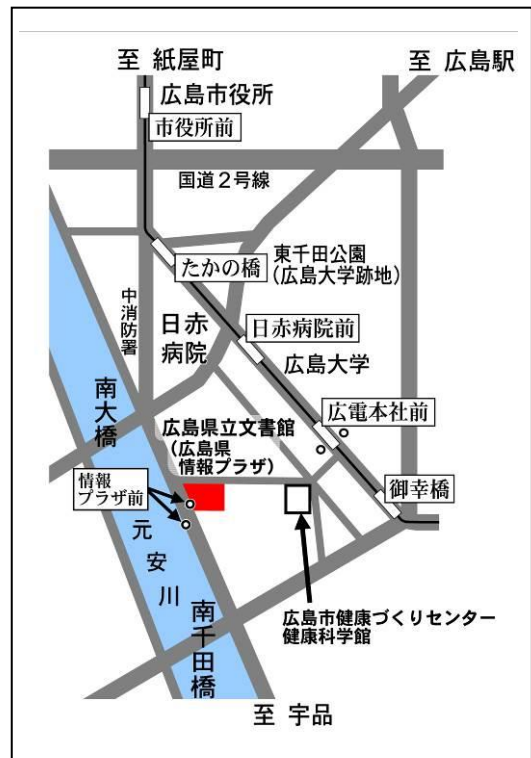 至 紙屋町
至 広島駅
広島市役所
市役所前
国道2号線
たかの橋
東千田公園
(広島大学跡地)
中消防署
日赤
病院
日赤病院前
広島大学
南大橋
広島県立文書館
(広島県
情報プラザ)
広電本社前
情報
プラザ前
御幸橋
元安川
南千田橋
広島市健康づくりセンター
健康科学館
至 宇品